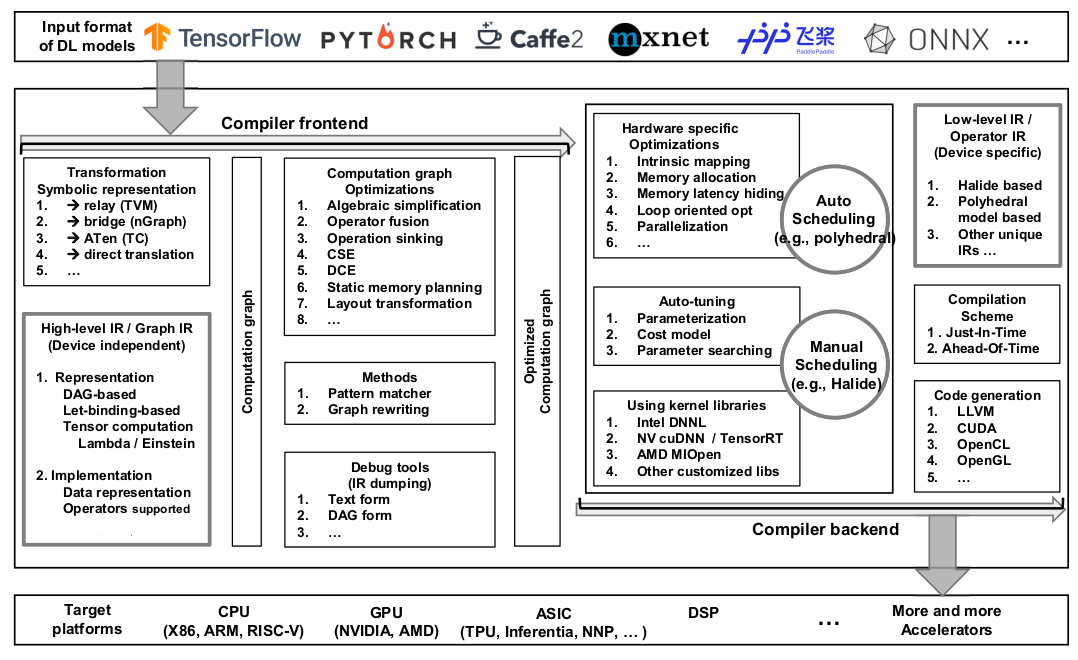 Input format
of DL models
TensorFlow
PYTORCH
Caffe2
mxnet
飞桨
PaddlePaddle
ONNX
...
Compiler frontend
Transformation
Symbolic representation
1. → relay (TVM)
2. → bridge (nGraph)
3. → ATen (TC)
4. → direct translation
5. ...
High-level IR / Graph IR
(Device independent)
1. Representation
DAG-based
Let-binding-based
Tensor computation
Lambda / Einstein
2. Implementation
Data representation
Operators supported
Computation graph
Computation graph
Optimizations
1. Algebraic simplification
2. Operator fusion
3. Operation sinking
4. CSE
5. DCE
6. Static memory planning
7. Layout transformation
8. ...
Methods
1. Pattern matcher
2. Graph rewriting
Debug tools
(IR dumping)
1. Text form
2. DAG form
3. ...
Optimized
Computation graph
Hardware specific
Optimizations
1. Intrinsic mapping
2. Memory allocation
3. Memory latency hiding
4. Loop oriented opt
5. Parallelization
6. ...
Auto
Scheduling
(e.g., polyhedral)
Auto-tuning
1. Parameterization
2. Cost model
3. Parameter searching
Manual
Scheduling
(e.g., Halide)
Using kernel libraries
1. Intel DNNL
2. NV cuDNN / TensorRT
3. AMD MIOpen
4. Other customized libs
Low-level IR /
Operator IR
(Device specific)
1. Halide based
2. Polyhedral
model based
3. Other unique
IRs ...
Compilation
Scheme
1 . Just-In-Time
2. Ahead-Of-Time
Code generation
1. LLVM
2. CUDA
3. OpenCL
4. OpenGL
5. ...
Compiler backend
Target
platforms
CPU
(X86, ARM, RISC-V)
GPU
(NVIDIA, AMD)
ASIC
(TPU, Inferentia, NNP, ... )
DSP
...
More and more
Accelerators